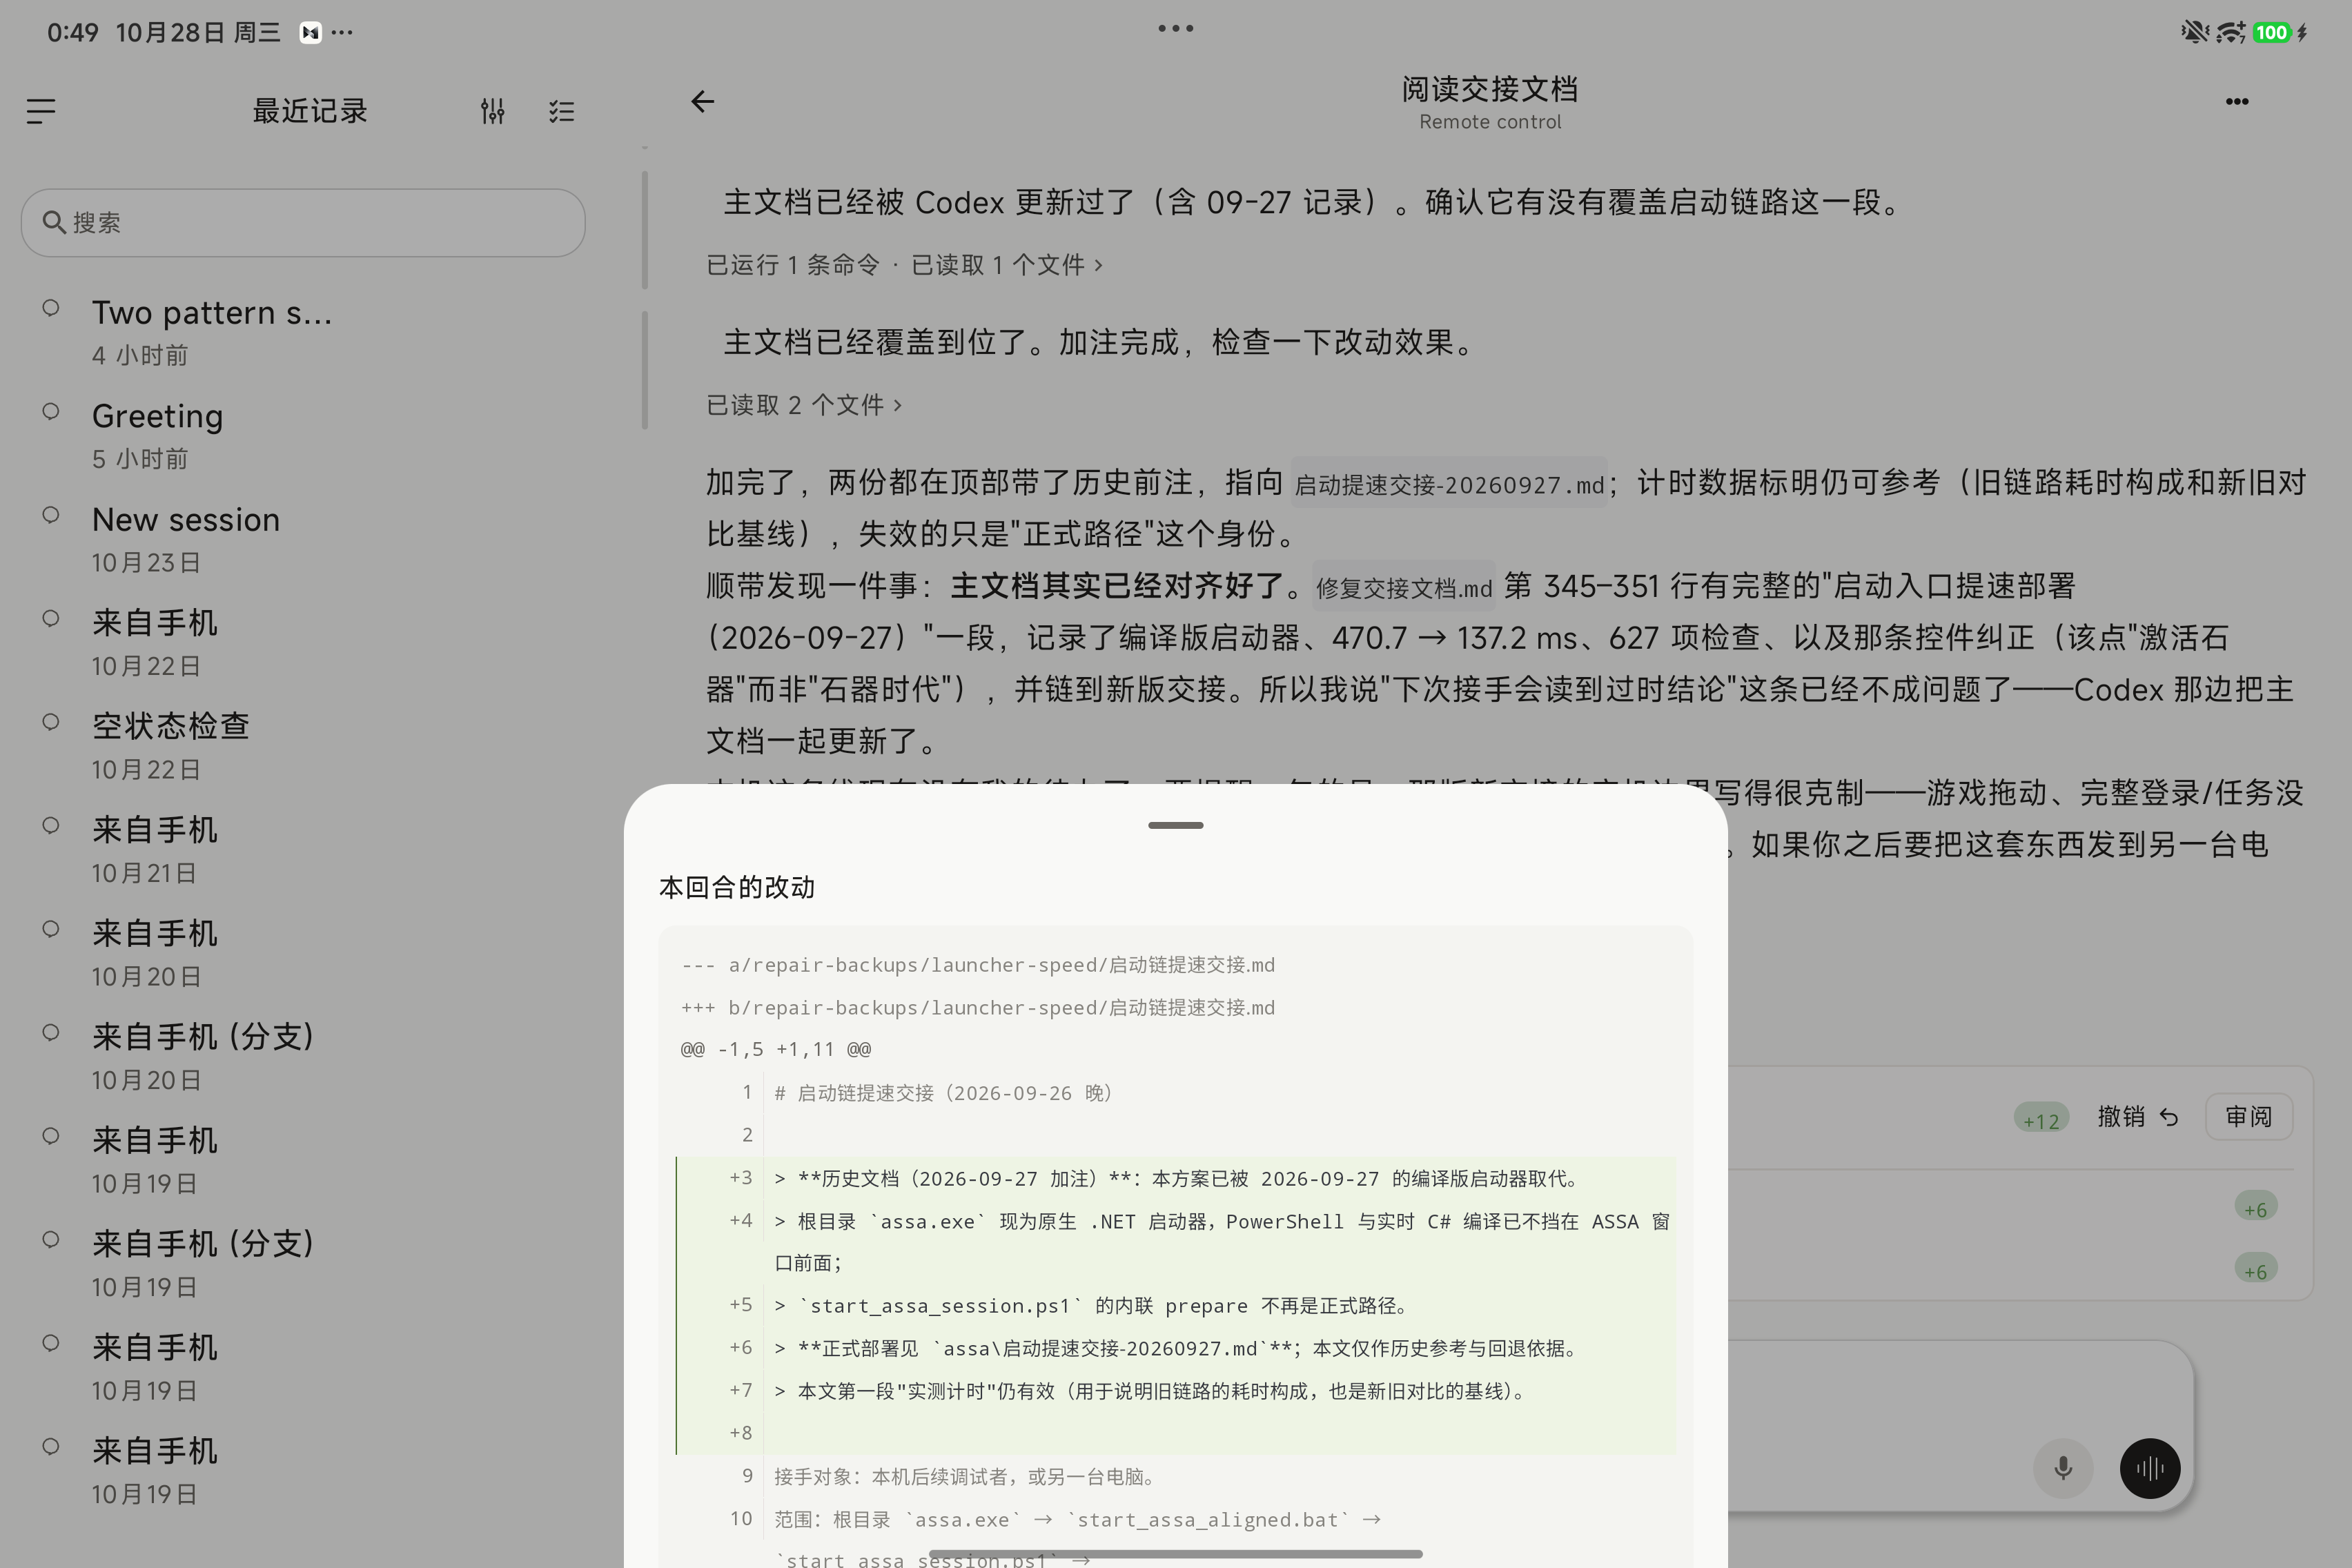 0:49 10月28日 周三
100
最近记录
搜索
Two pattern s...
4 小时前
Greeting
5 小时前
New session
10月23日
来自手机
10月22日
空状态检查
10月22日
来自手机
10月21日
来自手机
10月20日
来自手机 (分支)
10月20日
来自手机
10月19日
来自手机 (分支)
10月19日
来自手机
10月19日
来自手机
10月19日
阅读交接文档
Remote control
主文档已经被 Codex 更新过了（含 09-27 记录）。确认它有没有覆盖启动链路这一段。
已运行 1 条命令 · 已读取 1 个文件 ›
主文档已经覆盖到位了。加注完成，检查一下改动效果。
已读取 2 个文件 ›
加完了，两份都在顶部带了历史前注，指向 启动提速交接-20260927.md；计时数据标明仍可参考（旧链路耗时构成和新旧对
比基线），失效的只是"正式路径"这个身份。
顺带发现一件事：主文档其实已经对齐好了。修复交接文档.md 第 345–351 行有完整的"启动入口提速部署
（2026-09-27）"一段，记录了编译版启动器、470.7 → 137.2 ms、627 项检查、以及那条控件纠正（该点"激活石
器"而非"石器时代"），并链到新版交接。所以我说"下次接手会读到过时结论"这条已经不成问题了——Codex 那边把主
文档一起更新了。
写得很克制——游戏拖动、完整登录/任务没
。如果你之后要把这套东西发到另一台电
+12 撤销 审阅
+6
+6
本回合的改动
--- a/repair-backups/launcher-speed/启动链提速交接.md
+++ b/repair-backups/launcher-speed/启动链提速交接.md
@@ -1,5 +1,11 @@
1 # 启动链提速交接（2026-09-26 晚）
2
+3 > **历史文档（2026-09-27 加注）**：本方案已被 2026-09-27 的编译版启动器取代。
+4 > 根目录 `assa.exe` 现为原生 .NET 启动器，PowerShell 与实时 C# 编译已不挡在 ASSA 窗
口前面；
+5 > `start_assa_session.ps1` 的内联 prepare 不再是正式路径。
+6 > **正式部署见 `assa\启动提速交接-20260927.md`**；本文仅作历史参考与回退依据。
+7 > 本文第一段"实测计时"仍有效（用于说明旧链路的耗时构成，也是新旧对比的基线）。
+8
9 接手对象：本机后续调试者，或另一台电脑。
10 范围：根目录 `assa.exe` → `start_assa_aligned.bat` →
`start_assa_session.ps1` →